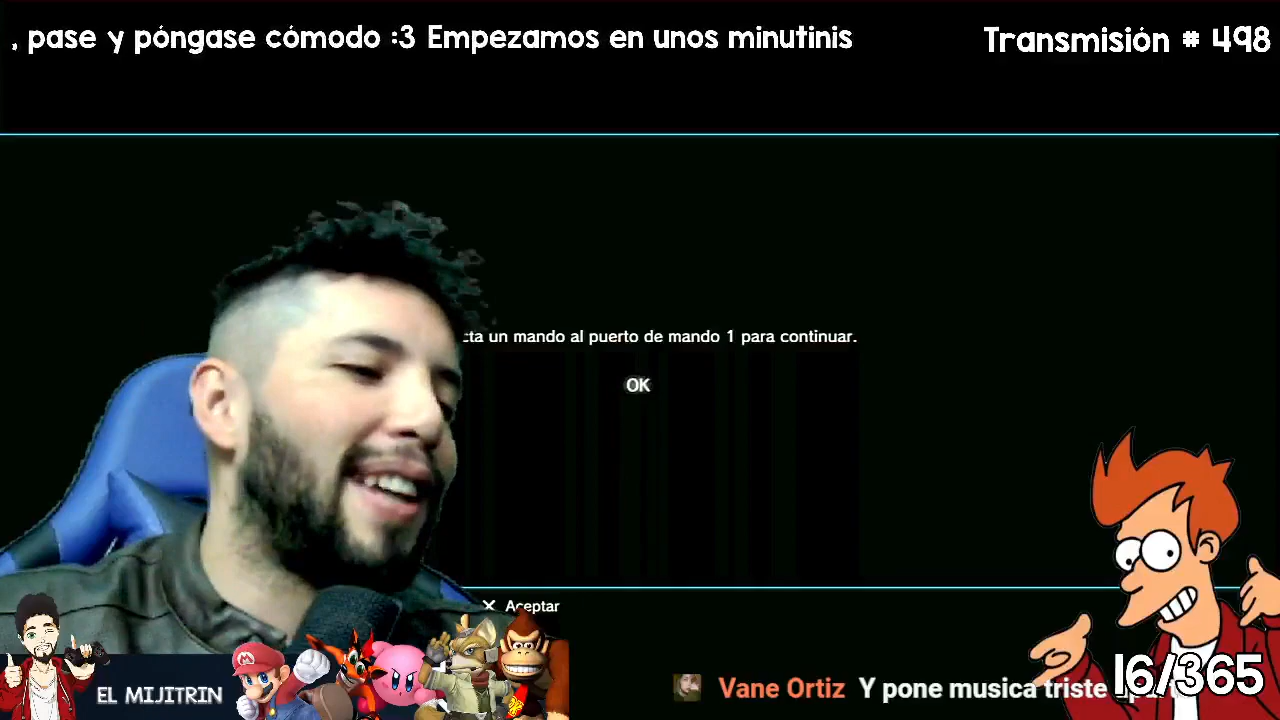 , pase y póngase cómodo :3 Empezamos en unos minutinis
Transmisión # 498
cta un mando al puerto de mando 1 para continuar.
OK
Aceptar
EL MIJITRIN
Vane Ortiz Y pone musica triste
16/365